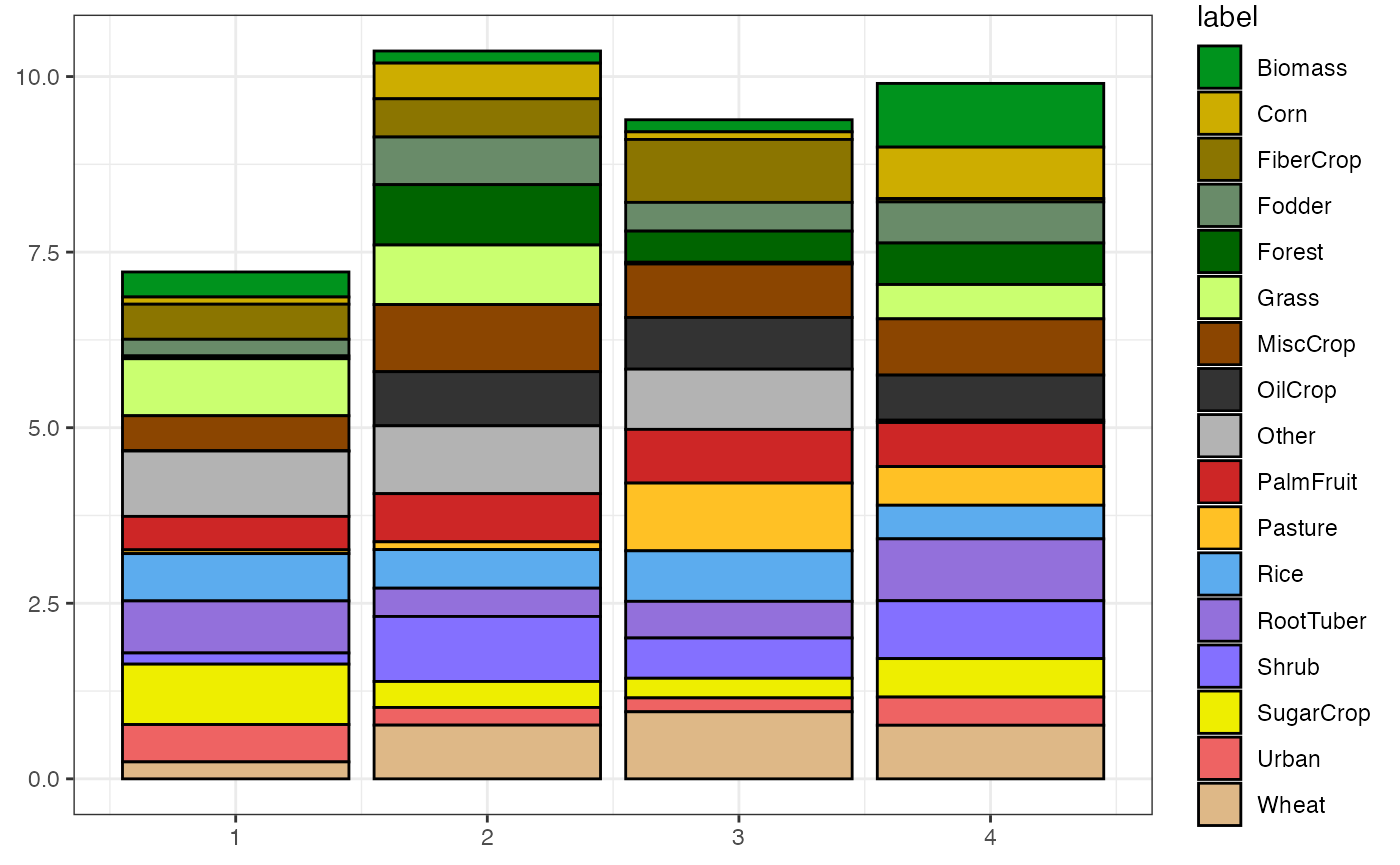 label
10.0
7.5
5.0
2.5
0.0
1 2 3 4
Biomass
Corn
FiberCrop
Fodder
Forest
Grass
MiscCrop
OilCrop
Other
PalmFruit
Pasture
Rice
RootTuber
Shrub
SugarCrop
Urban
Wheat